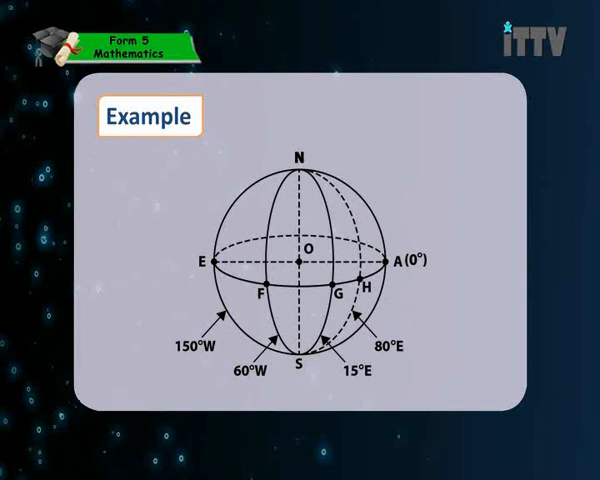 Form 5
Mathematics
iTTV
Example
N
O
E
A (0°)
F
G
H
150°W
80°E
60°W
S
15°E